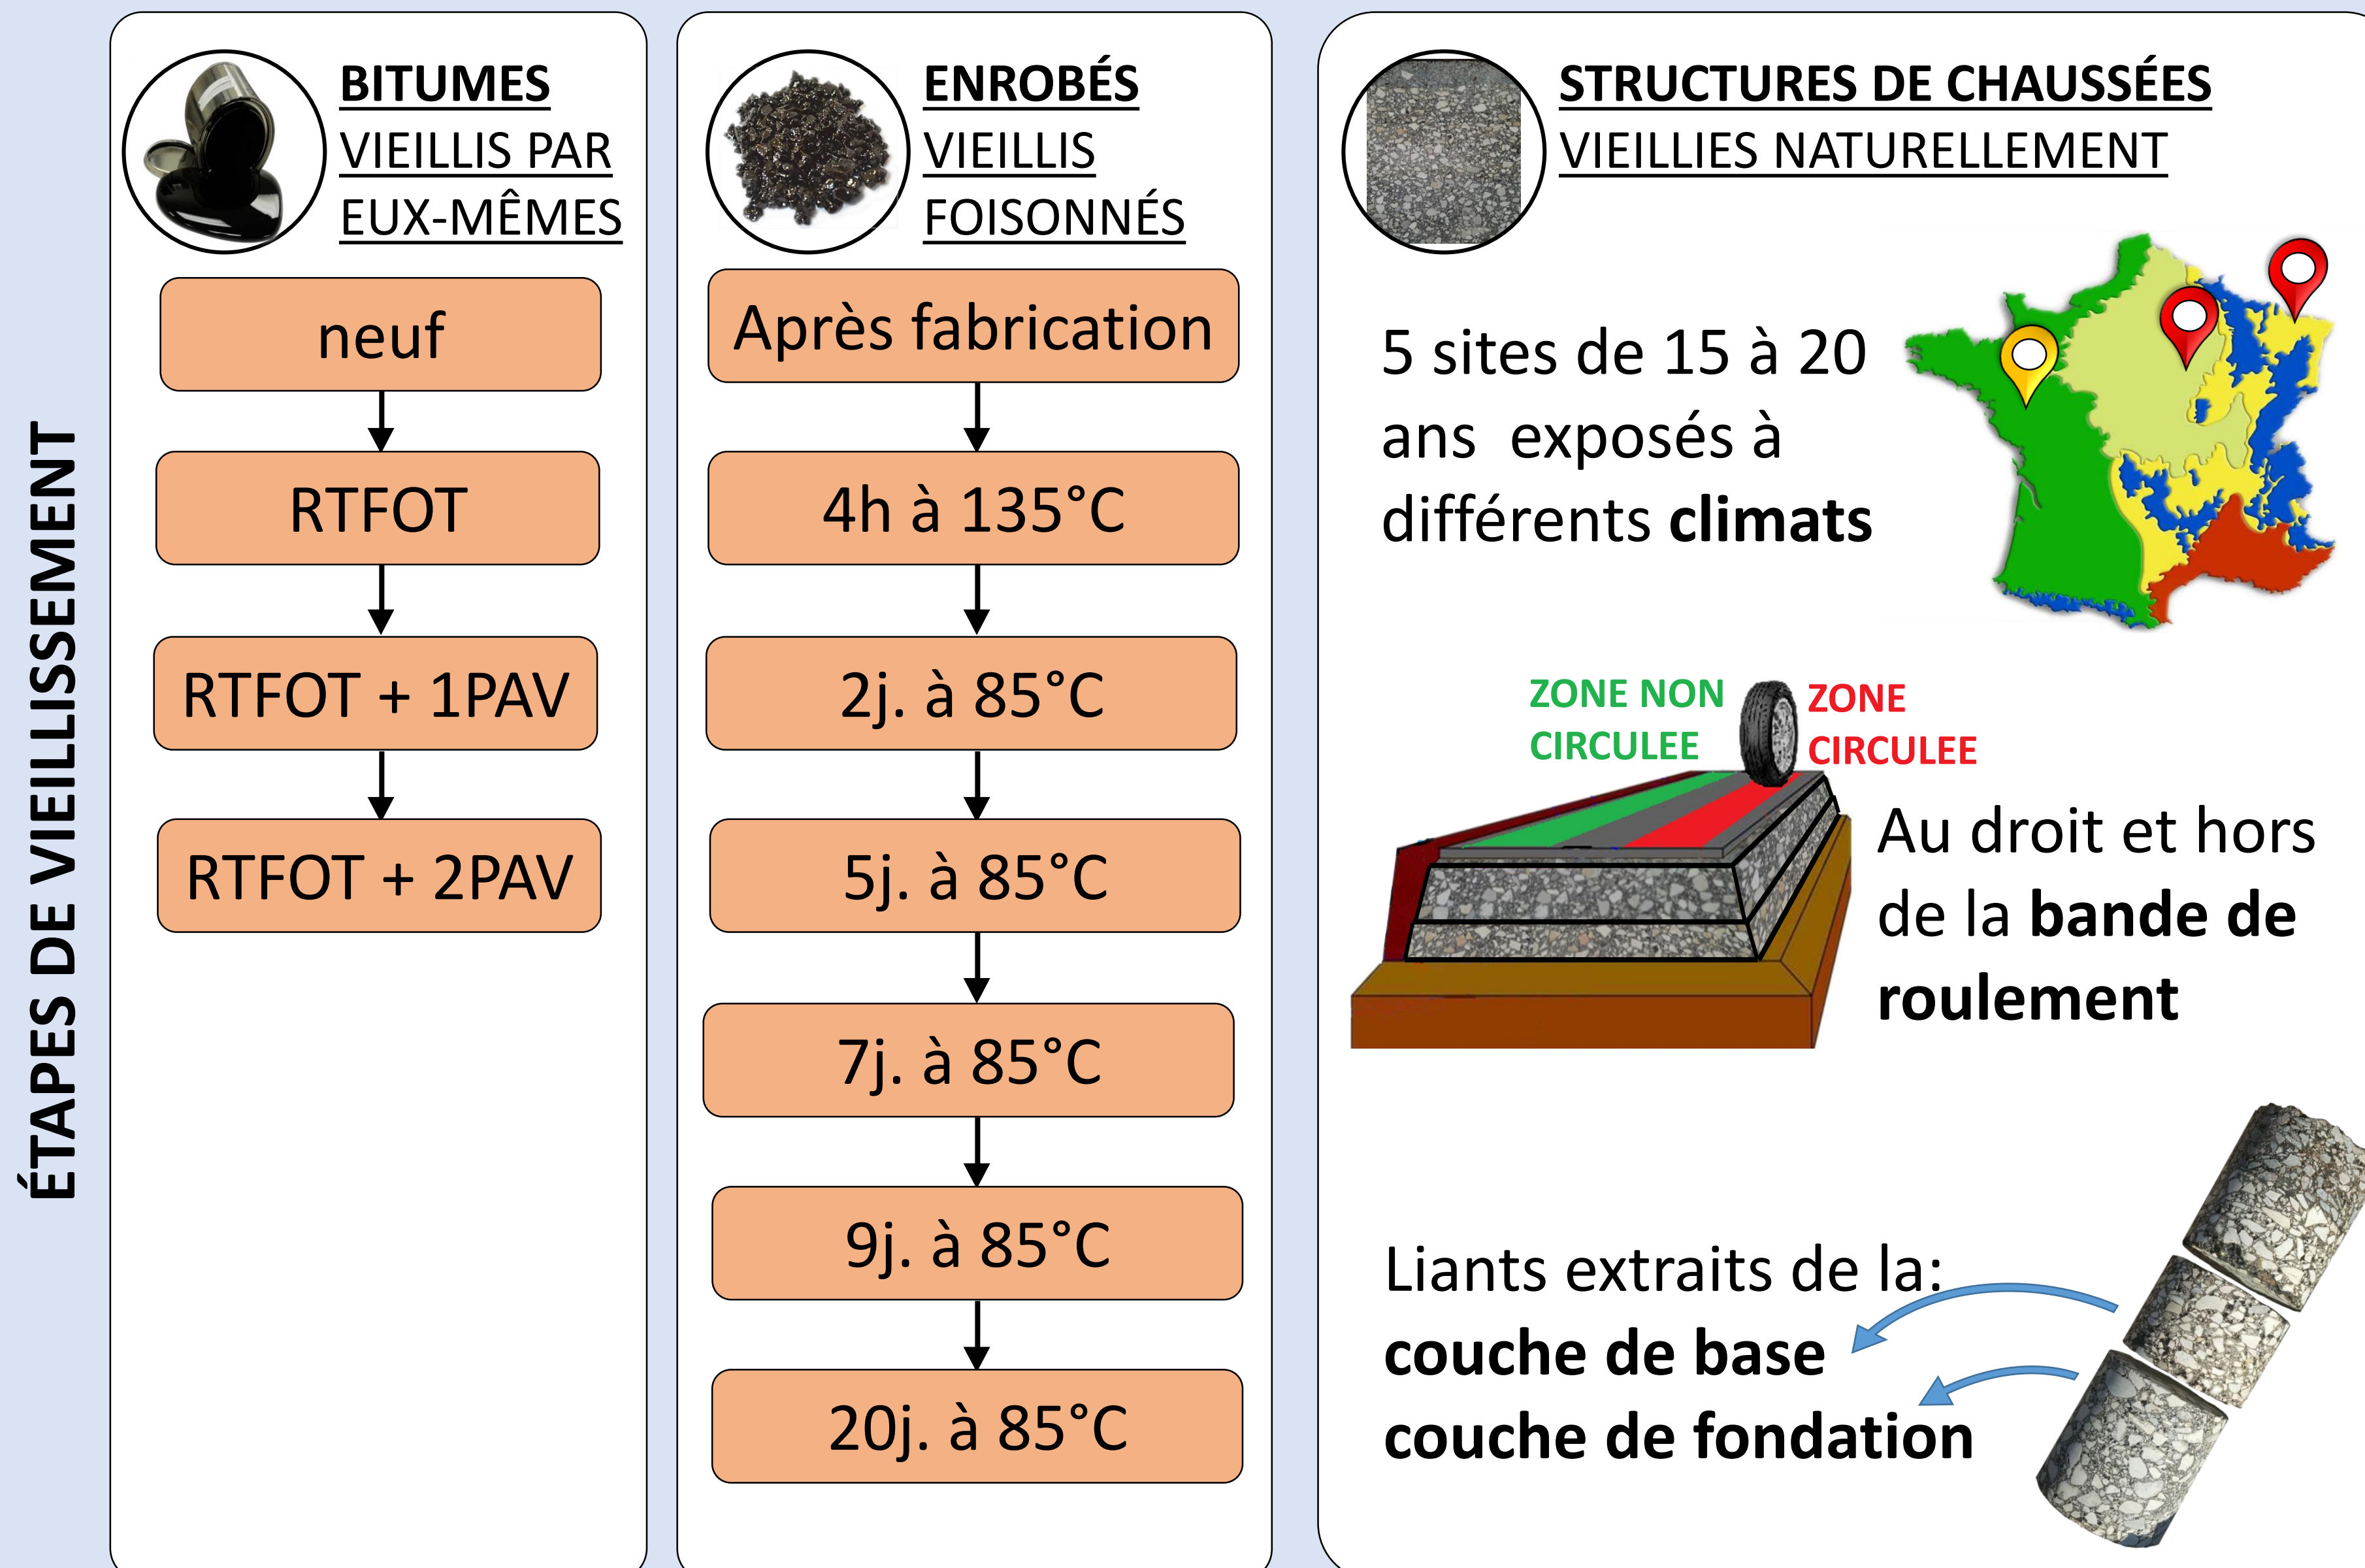 ÉTAPES DE VIEILLISSEMENT
BITUMES
VIEILLIS PAR
EUX-MÊMES
neuf
RTFOT
RTFOT + 1PAV
RTFOT + 2PAV
ENROBÉS
VIEILLIS
FOISONNÉS
Après fabrication
4h à 135°C
2j. à 85°C
5j. à 85°C
7j. à 85°C
9j. à 85°C
20j. à 85°C
STRUCTURES DE CHAUSSÉES
VIEILLIES NATURELLEMENT
5 sites de 15 à 20
ans  exposés à
différents climats
ZONE NON
CIRCULEE
ZONE
CIRCULEE
Au droit et hors
de la bande de
roulement
Liants extraits de la:
couche de base
couche de fondation